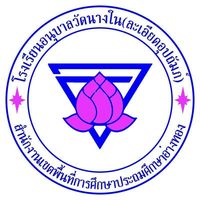 โรงเรียนอนุบาลวัดนางใน(ละเอียดอุปถัมภ์)
สำนักงานเขตพื้นที่การศึกษาประถมศึกษาอ่างทอง